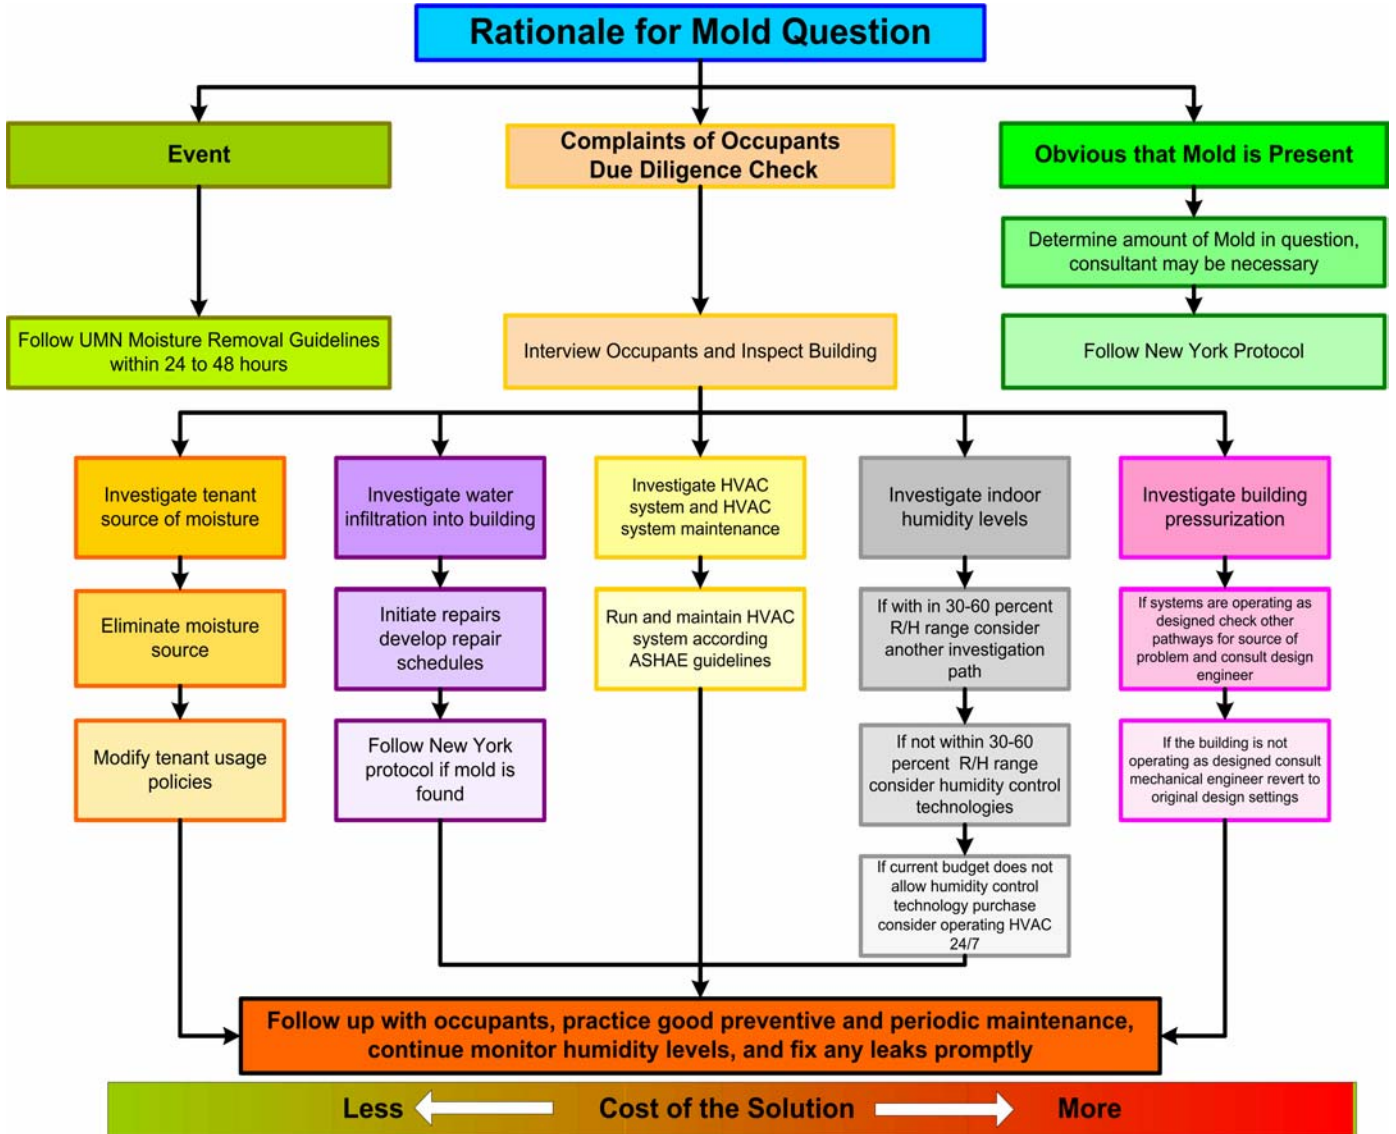 Rationale for Mold Question
Event
Complaints of Occupants
Due Diligence Check
Obvious that Mold is Present
Determine amount of Mold in question,
consultant may be necessary
Follow UMN Moisture Removal Guidelines
within 24 to 48 hours
Interview Occupants and Inspect Building
Follow New York Protocol
Investigate tenant
source of moisture
Investigate water
infiltration into building
Investigate HVAC
system and HVAC
system maintenance
Investigate indoor
humidity levels
Investigate building
pressurization
Eliminate moisture
source
Initiate repairs
develop repair
schedules
Run and maintain HVAC
system according
ASHAE guidelines
If with in 30-60 percent
R/H range consider
another investigation
path
If systems are operating as
designed check other
pathways for source of
problem and consult design
engineer
Modify tenant usage
policies
Follow New York
protocol if mold is
found
If not within 30-60
percent R/H range
consider humidity control
technologies
If the building is not
operating as designed consult
mechanical engineer revert to
original design settings
If current budget does not
allow humidity control
technology purchase
consider operating HVAC
24/7
Follow up with occupants, practice good preventive and periodic maintenance,
continue monitor humidity levels, and fix any leaks promptly
Less Cost of the Solution More